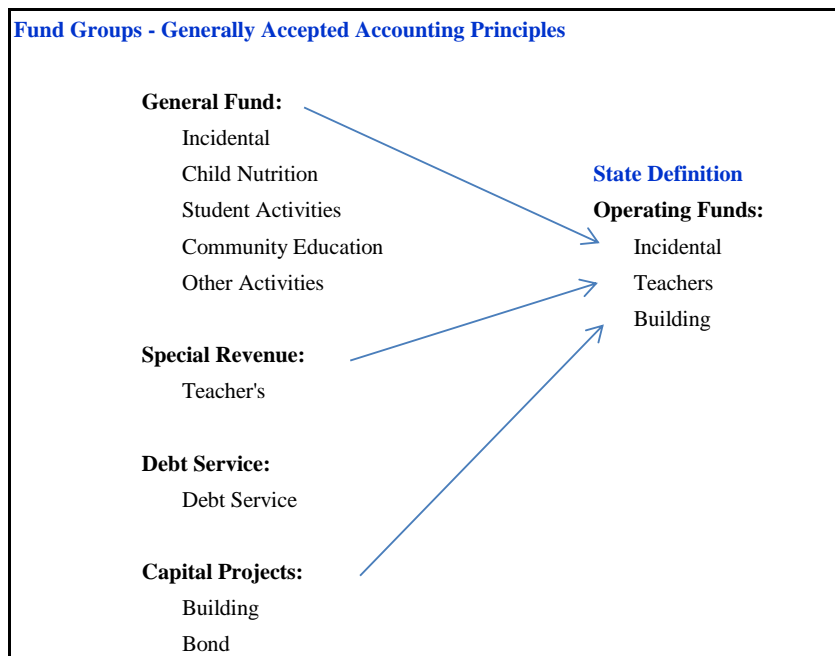 Fund Groups - Generally Accepted Accounting Principles
General Fund:
Incidental
Child Nutrition
Student Activities
Community Education
Other Activities
Special Revenue:
Teacher's
Debt Service:
Debt Service
Capital Projects:
Building
Bond
State Definition
Operating Funds:
Incidental
Teachers
Building